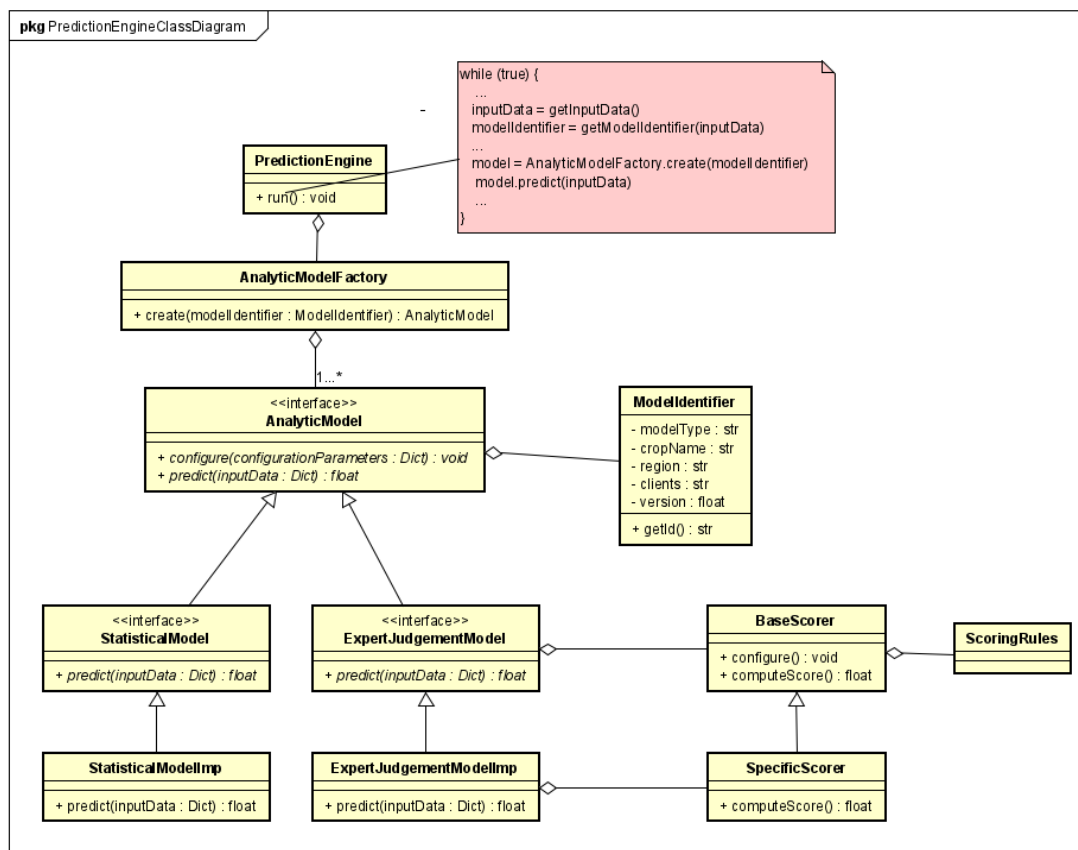 pkg PredictionEngineClassDiagram
while (true) {
...
inputData = getInputData()
modelIdentifier = getModelIdentifier(inputData)
...
model = AnalyticModelFactory.create(modelIdentifier)
model.predict(inputData)
...
}
-
PredictionEngine
+ run() : void
AnalyticModelFactory
+ create(modelIdentifier : ModelIdentifier) : AnalyticModel
1...*
<<interface>>
AnalyticModel
+ configure(configurationParameters : Dict) : void
+ predict(inputData : Dict) : float
ModelIdentifier
- modelType : str
- cropName : str
- region : str
- clients : str
- version : float
+ getId() : str
<<interface>>
StatisticalModel
+ predict(inputData : Dict) : float
<<interface>>
ExpertJudgementModel
+ predict(inputData : Dict) : float
BaseScorer
+ configure() : void
+ computeScore() : float
ScoringRules
StatisticalModelImp
+ predict(inputData : Dict) : float
ExpertJudgementModelImp
+ predict(inputData : Dict) : float
SpecificScorer
+ computeScore() : float